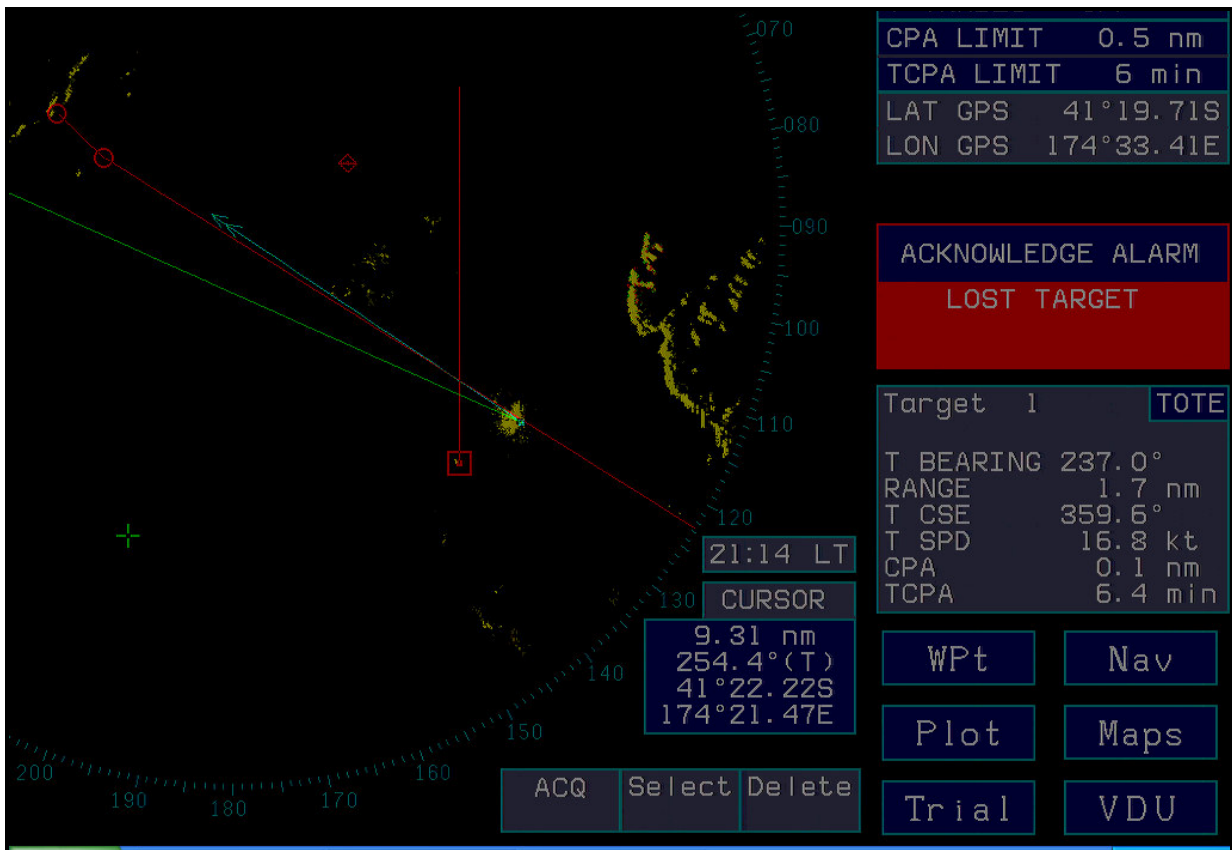 CPA LIMIT 0.5 nm
TCPA LIMIT 6 min
LAT GPS 41°19.71S
LON GPS 174°33.41E
ACKNOWLEDGE ALARM
LOST TARGET
Target 1 TOTE
T BEARING 237.0°
RANGE 1.7 nm
T CSE 359.6°
T SPD 16.8 kt
CPA 0.1 nm
TCPA 6.4 min
070
080
090
100
110
120
130
140
150
160
170
180
190
200
21:14 LT
CURSOR
9.31 nm
254.4°(T)
41°22.22S
174°21.47E
WPt Nav
Plot Maps
Trial VDU
ACQ Select Delete